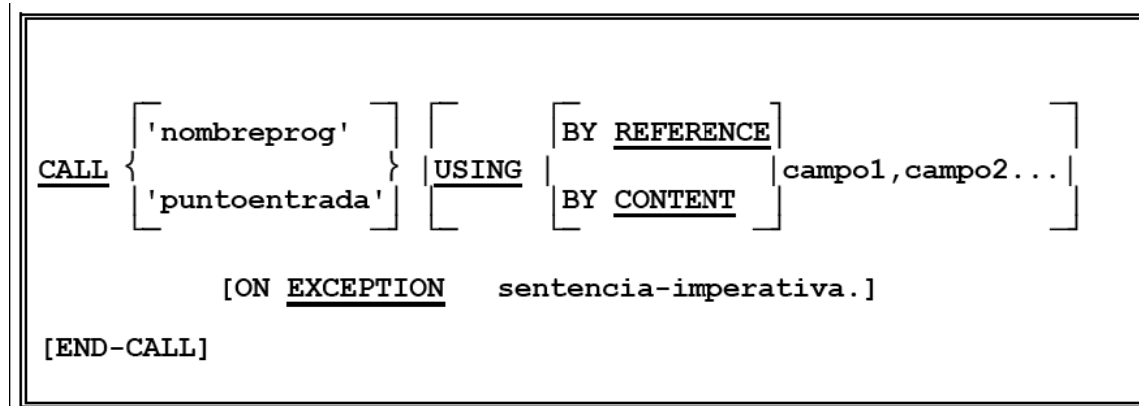 'nombreprog' BY REFERENCE
CALL { } USING campo1,campo2...
'puntoentrada' BY CONTENT
[ON EXCEPTION sentencia-imperativa.]
[END-CALL]